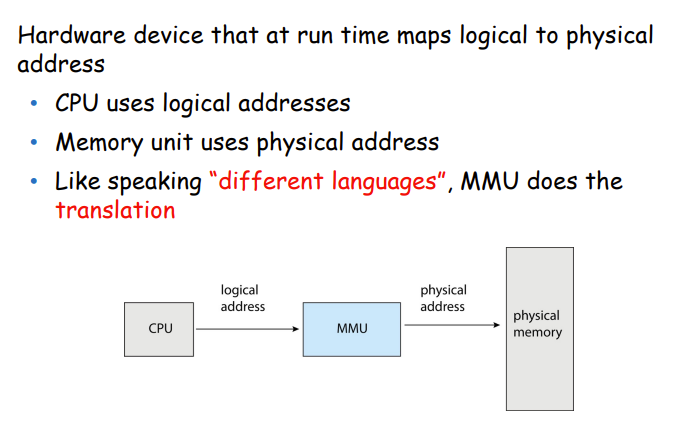 Hardware device that at run time maps logical to physical
address
• CPU uses logical addresses
• Memory unit uses physical address
• Like speaking “different languages”, MMU does the
translation
logical
address
physical
address
CPU
MMU
physical
memory